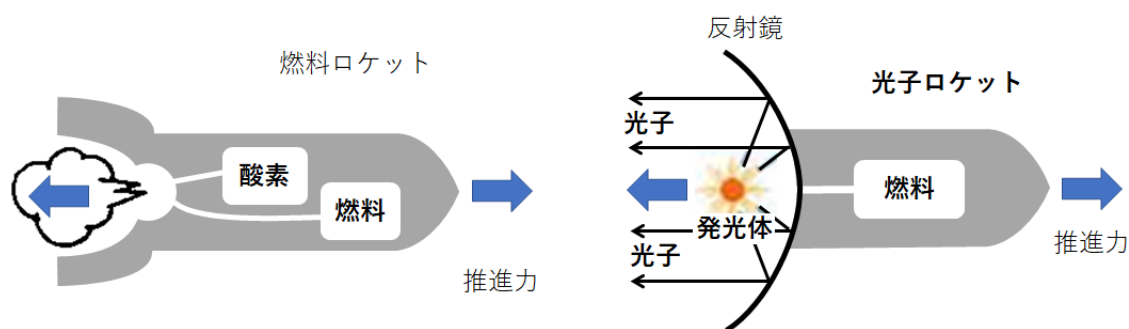 燃料ロケット
酸素
燃料
推進力
反射鏡
光子ロケット
光子
燃料
発光体
光子
推進力